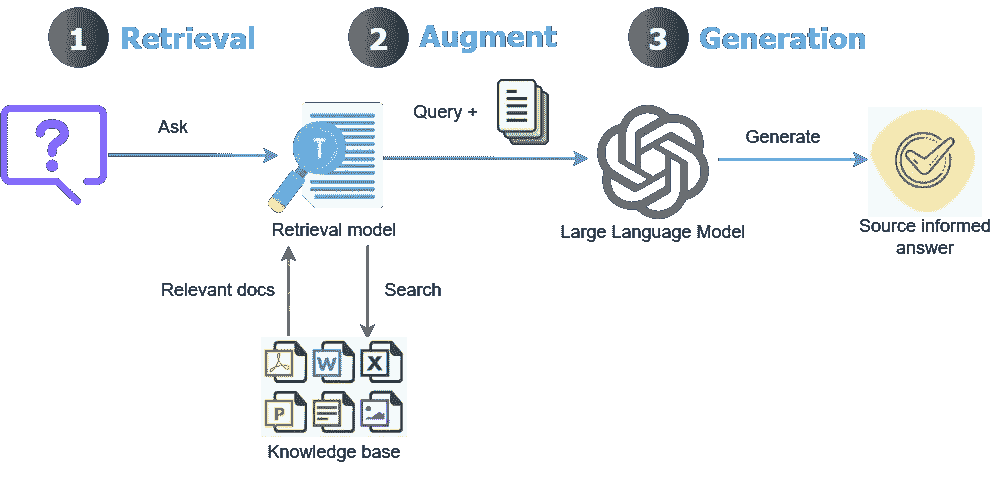 1 Retrieval
2 Augment
3 Generation
?
Ask
T
Query +
Generate
Retrieval model
Large Language Model
Source informed
answer
Relevant docs
Search
W
X
P
Knowledge base